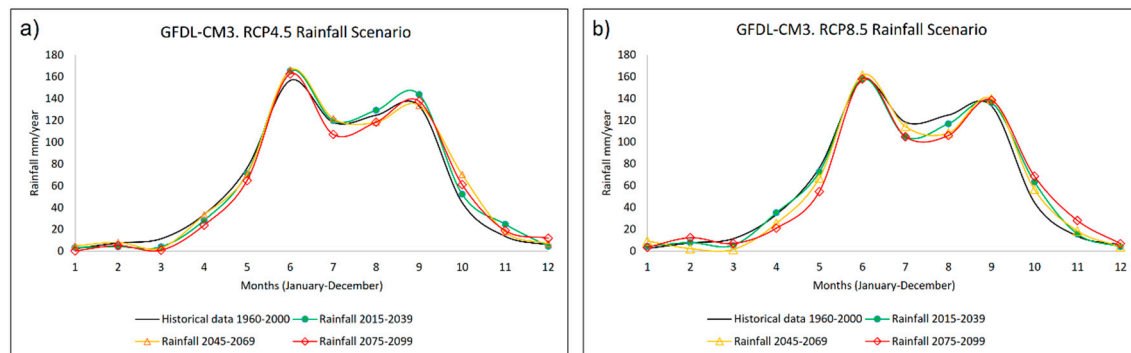 a)
GFDL-CM3. RCP4.5 Rainfall Scenario
180
160
140
120
100
80
60
40
20
0
Rainfall mm/year
1 2 3 4 5 6 7 8 9 10 11 12
Months (January-December)
Historical data 1960-2000 Rainfall 2015-2039
Rainfall 2045-2069 Rainfall 2075-2099
b)
GFDL-CM3. RCP8.5 Rainfall Scenario
180
160
140
120
100
80
60
40
20
0
Rainfall mm/year
1 2 3 4 5 6 7 8 9 10 11 12
Months (January-December)
Historical data 1960-2000 Rainfall 2015-2039
Rainfall 2045-2069 Rainfall 2075-2099